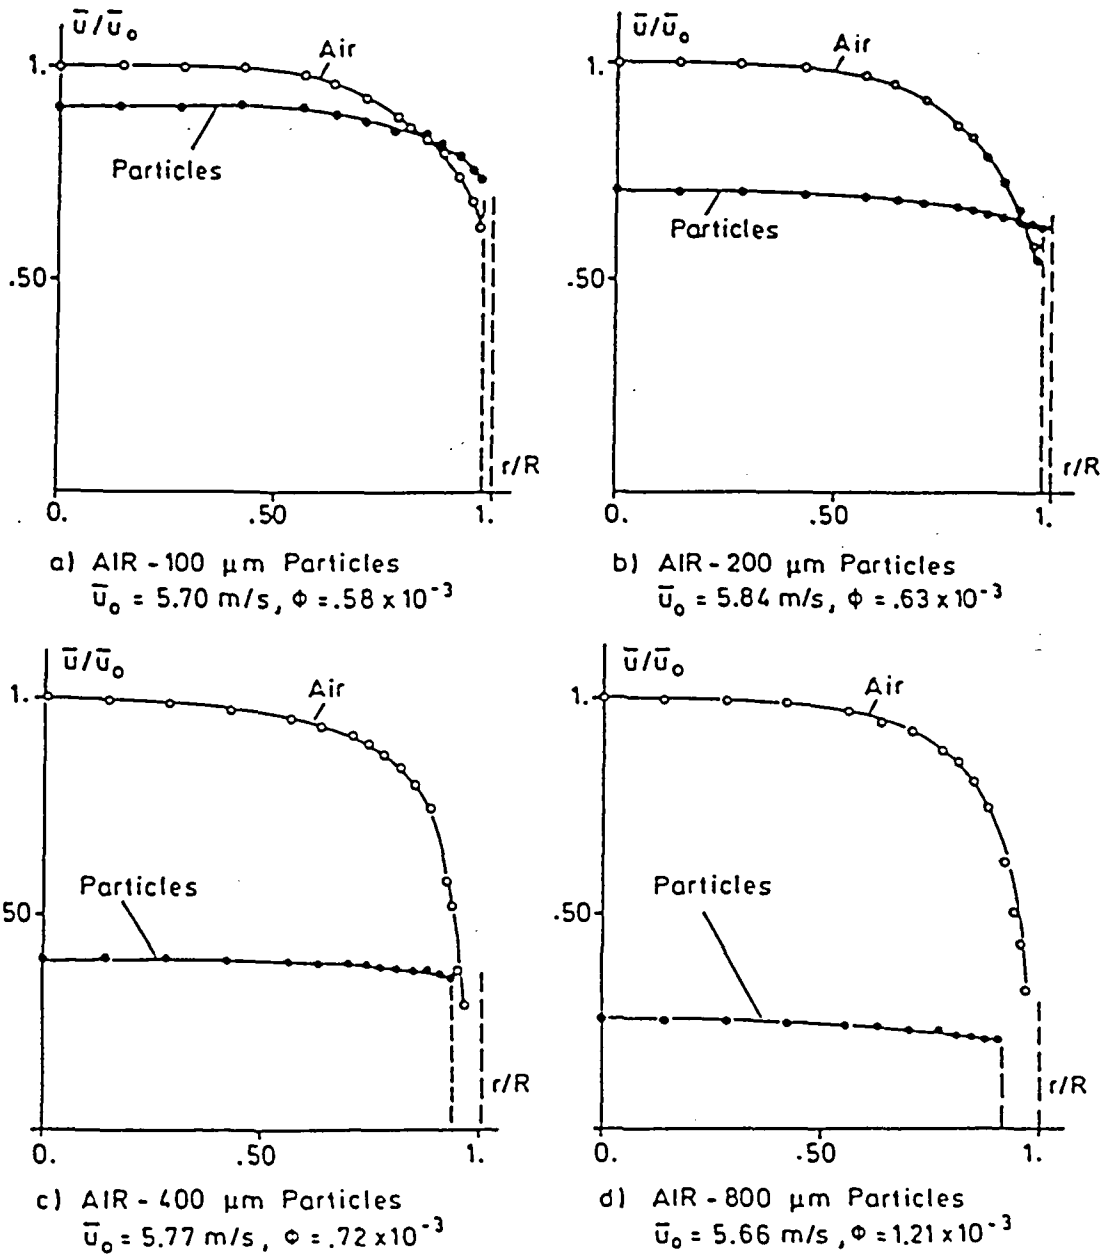 ū/ū₀
Air
1.
Particles
.50
r/R
0. .50 1.
a) AIR - 100 μm Particles
ū₀ = 5.70 m/s, Φ = .58 x 10⁻³
ū/ū₀
Air
1.
Particles
.50
r/R
0. .50 1.
b) AIR - 200 μm Particles
ū₀ = 5.84 m/s, Φ = .63 x 10⁻³
ū/ū₀
Air
1.
Particles
50
r/R
0. .50 1.
c) AIR - 400 μm Particles
ū₀ = 5.77 m/s, Φ = .72 x 10⁻³
ū/ū₀
Air
1.
Particles
.50
r/R
0. .50 1.
d) AIR - 800 μm Particles
ū₀ = 5.66 m/s, Φ = 1.21 x 10⁻³